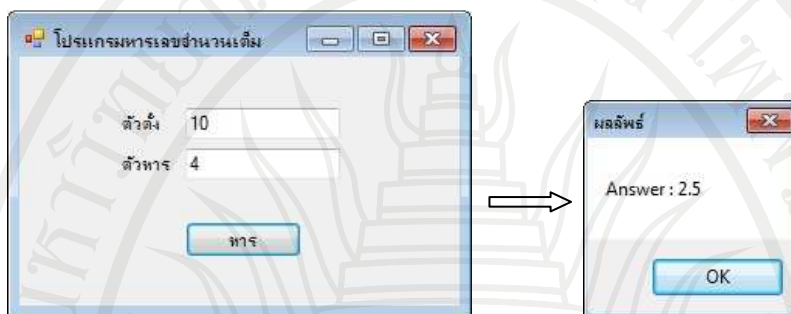 โปรแกรมหารเลขจำนวนเต็ม
ตัวตั้ง 10
ตัวหาร 4
หาร
ผลลัพธ์
Answer : 2.5
OK